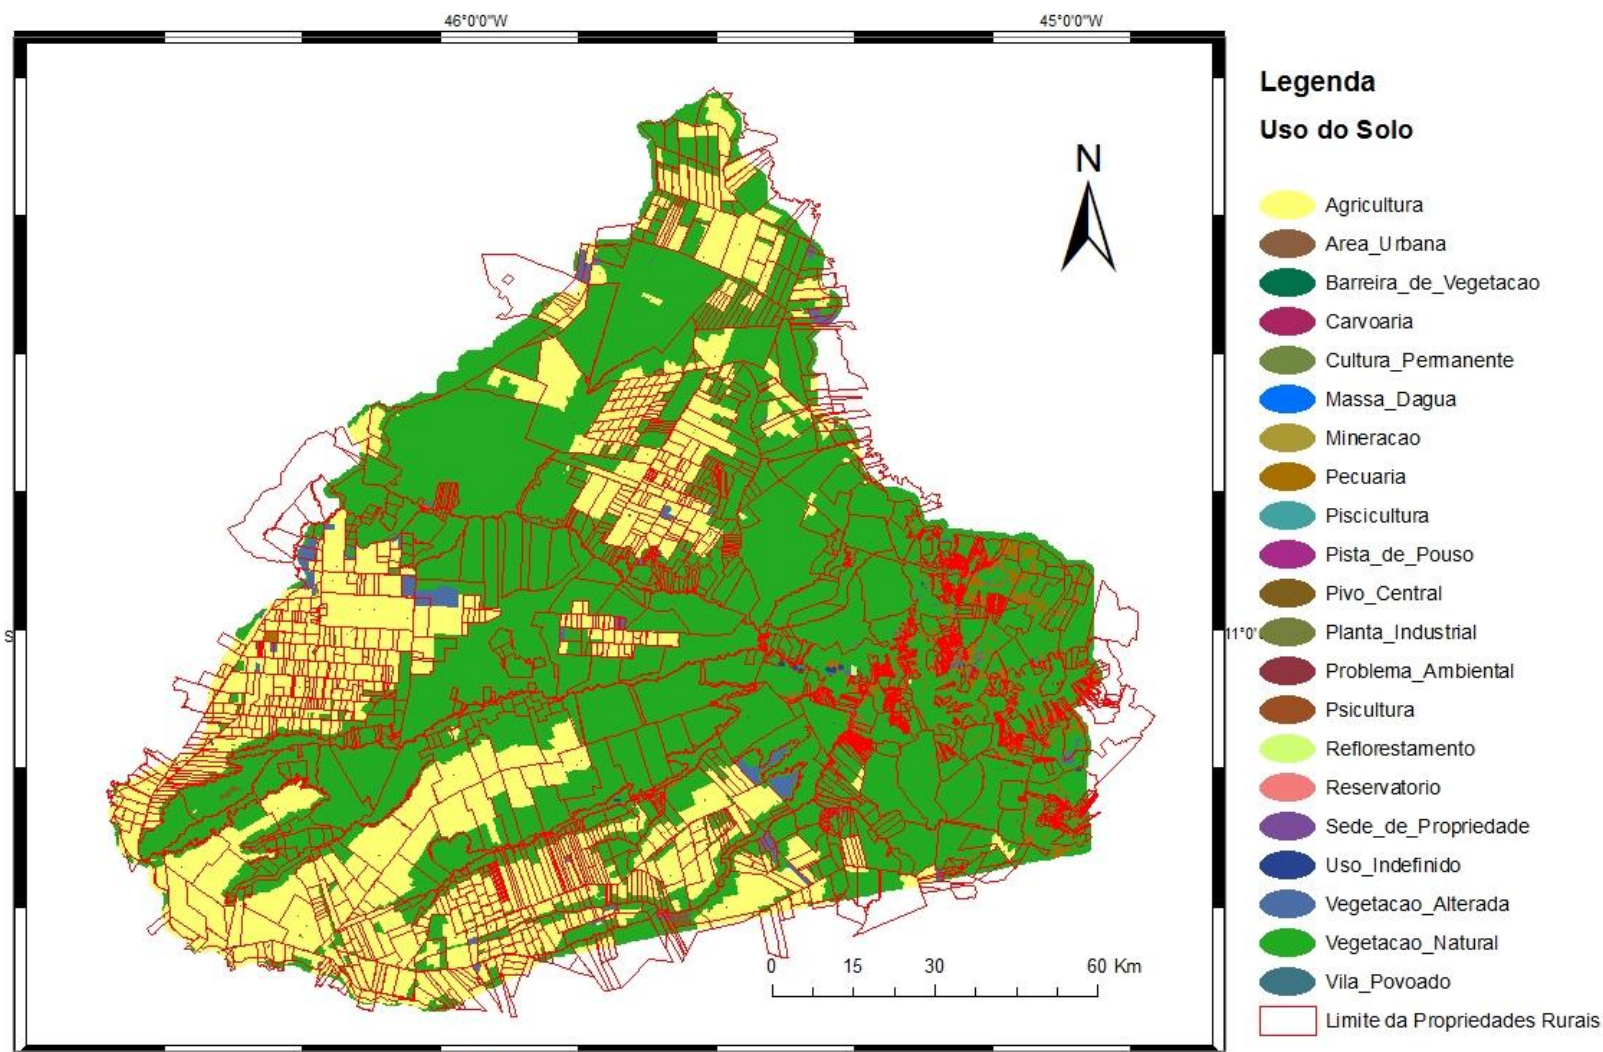 46°0'0"W
45°0'0"W
Legenda
Uso do Solo
N
Agricultura
Area_Urbana
Barreira_de_Vegetacao
Carvoaria
Cultura_Permanente
Massa_Dagua
Mineracao
Pecuaria
Piscicultura
Pista_de_Pouso
Pivo_Central
S
11°0'
Planta_Industrial
Problema_Ambiental
Psicultura
Reflorestamento
Reservatorio
Sede_de_Propriedade
Uso_Indefinido
Vegetacao_Alterada
Vegetacao_Natural
0 15 30 60 Km
Vila_Povoado
Limite da Propriedades Rurais